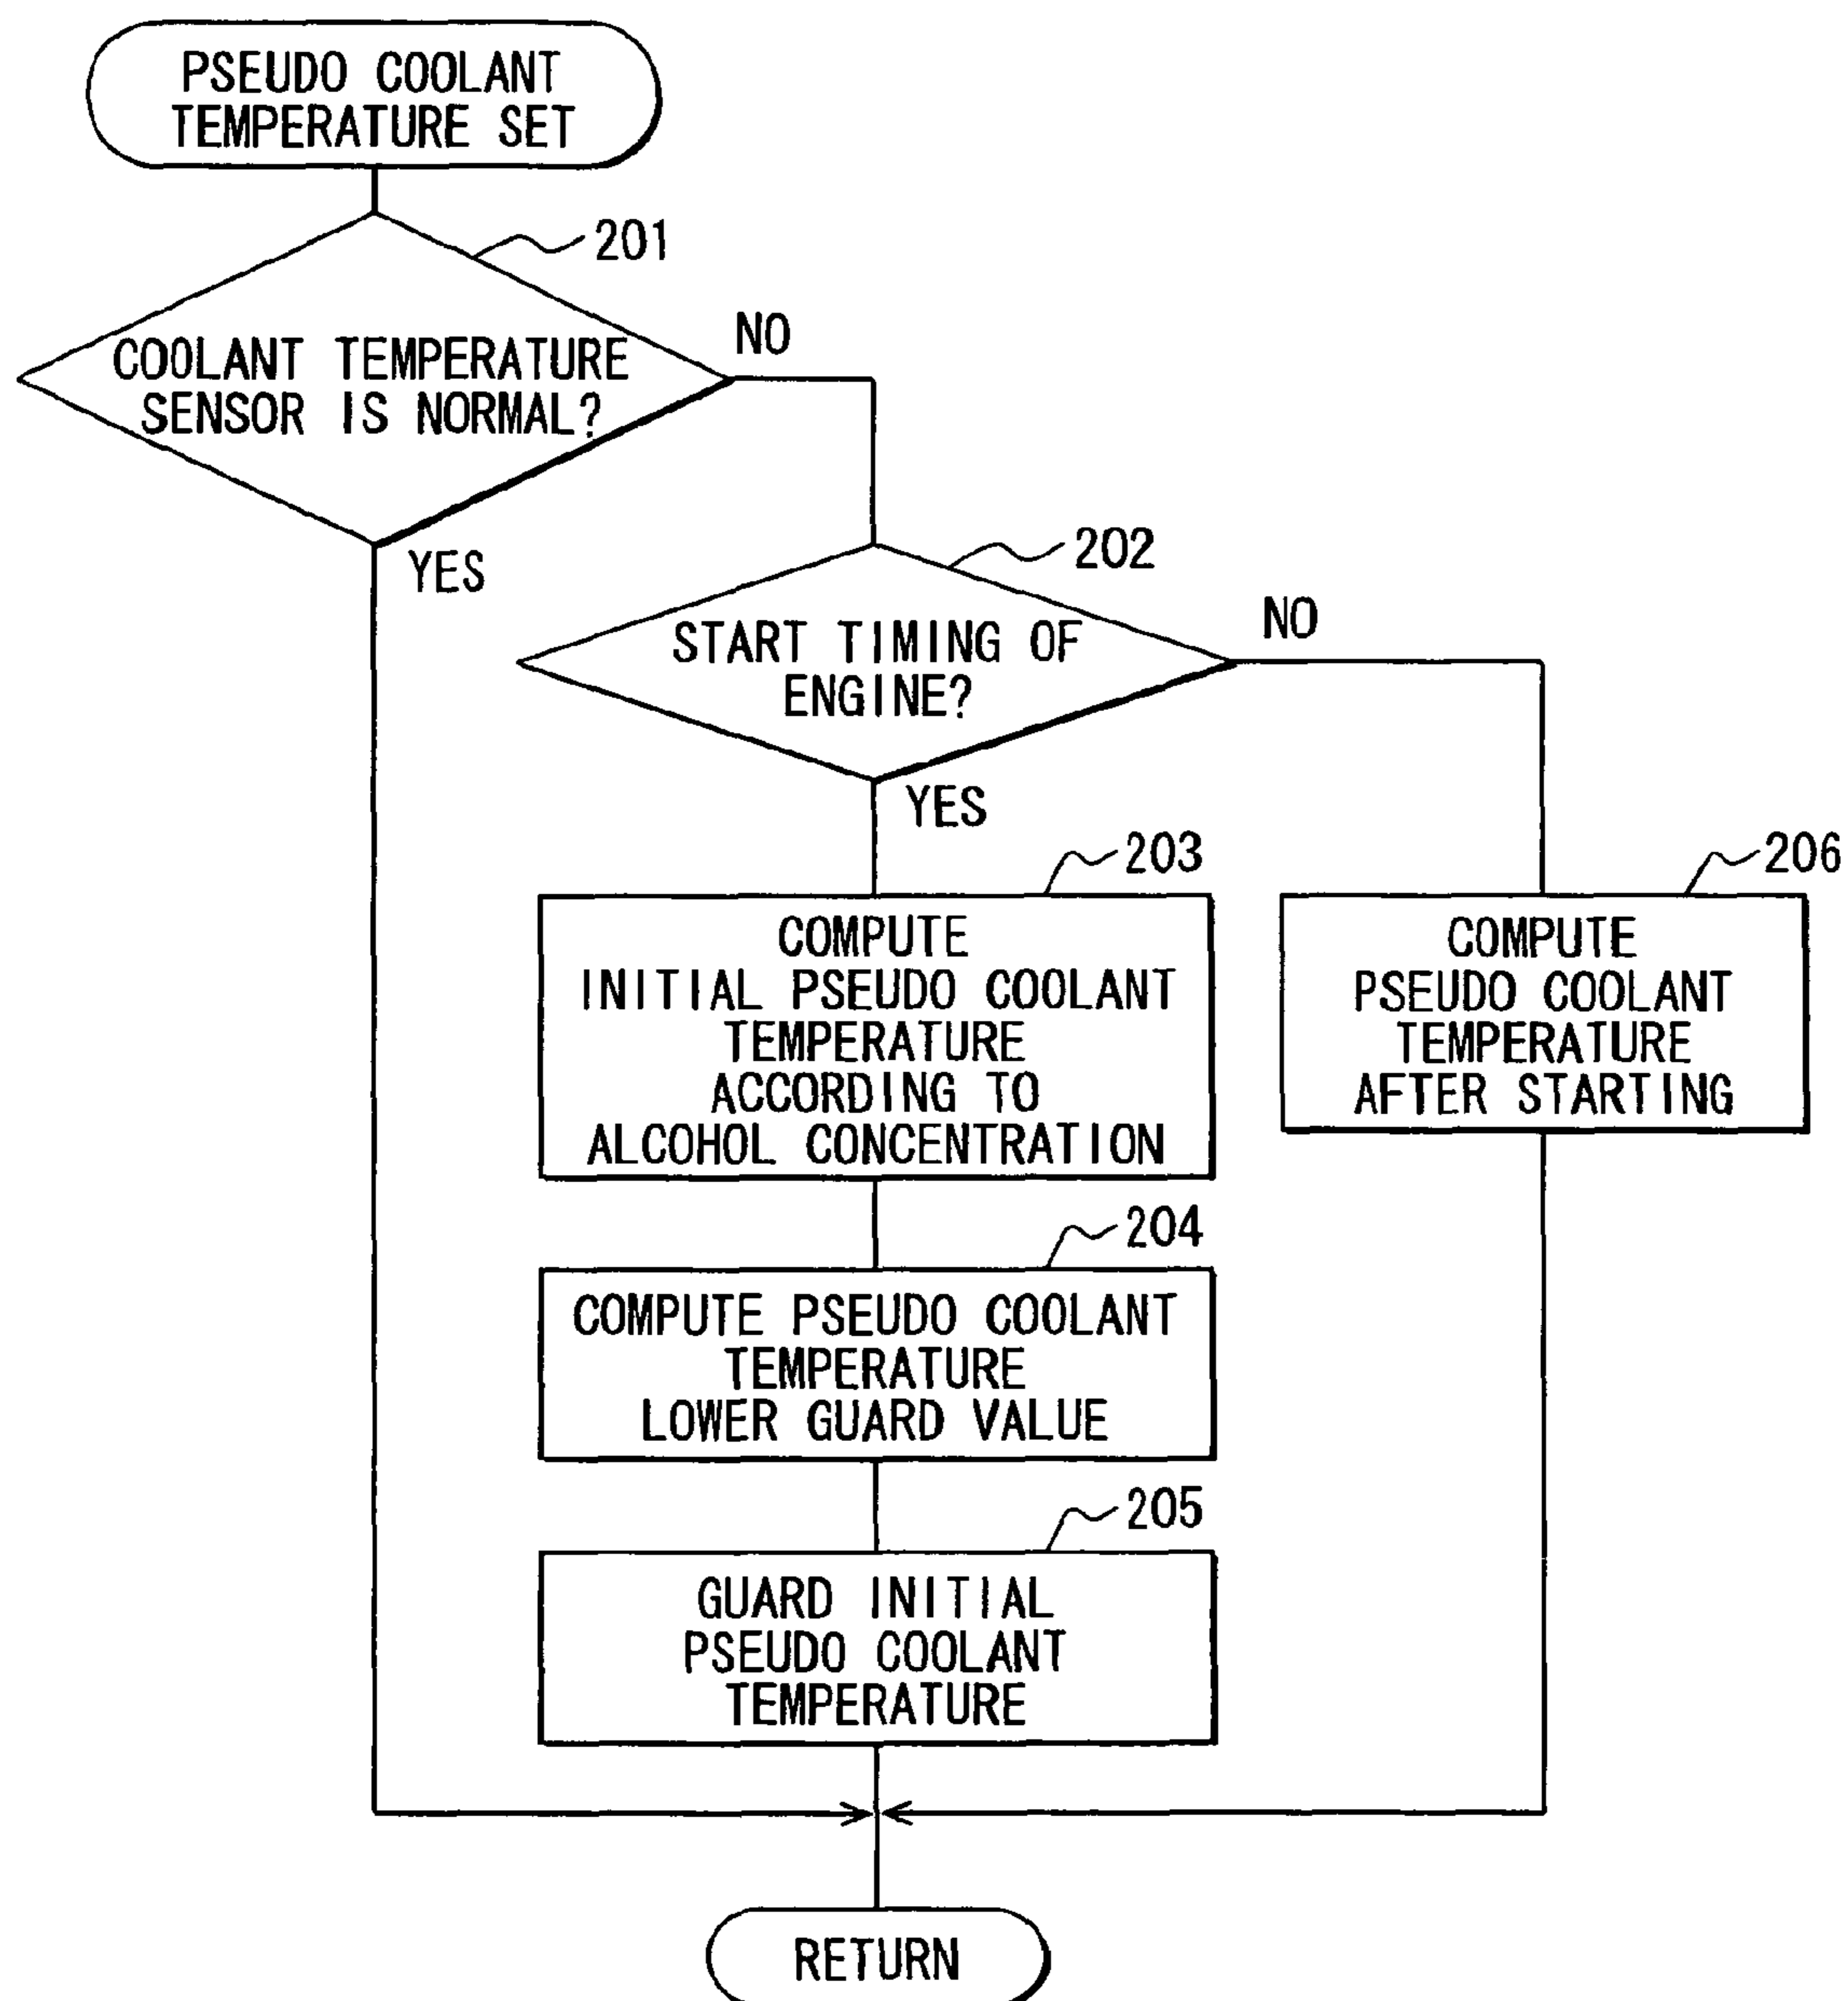 PSEUDO COOLANT
TEMPERATURE SET
201
COOLANT TEMPERATURE
SENSOR IS NORMAL?
NO
YES
202
START TIMING OF
ENGINE?
NO
YES
203
COMPUTE
INITIAL PSEUDO COOLANT
TEMPERATURE
ACCORDING TO
ALCOHOL CONCENTRATION
206
COMPUTE
PSEUDO COOLANT
TEMPERATURE
AFTER STARTING
204
COMPUTE PSEUDO COOLANT
TEMPERATURE
LOWER GUARD VALUE
205
GUARD INITIAL
PSEUDO COOLANT
TEMPERATURE
RETURN